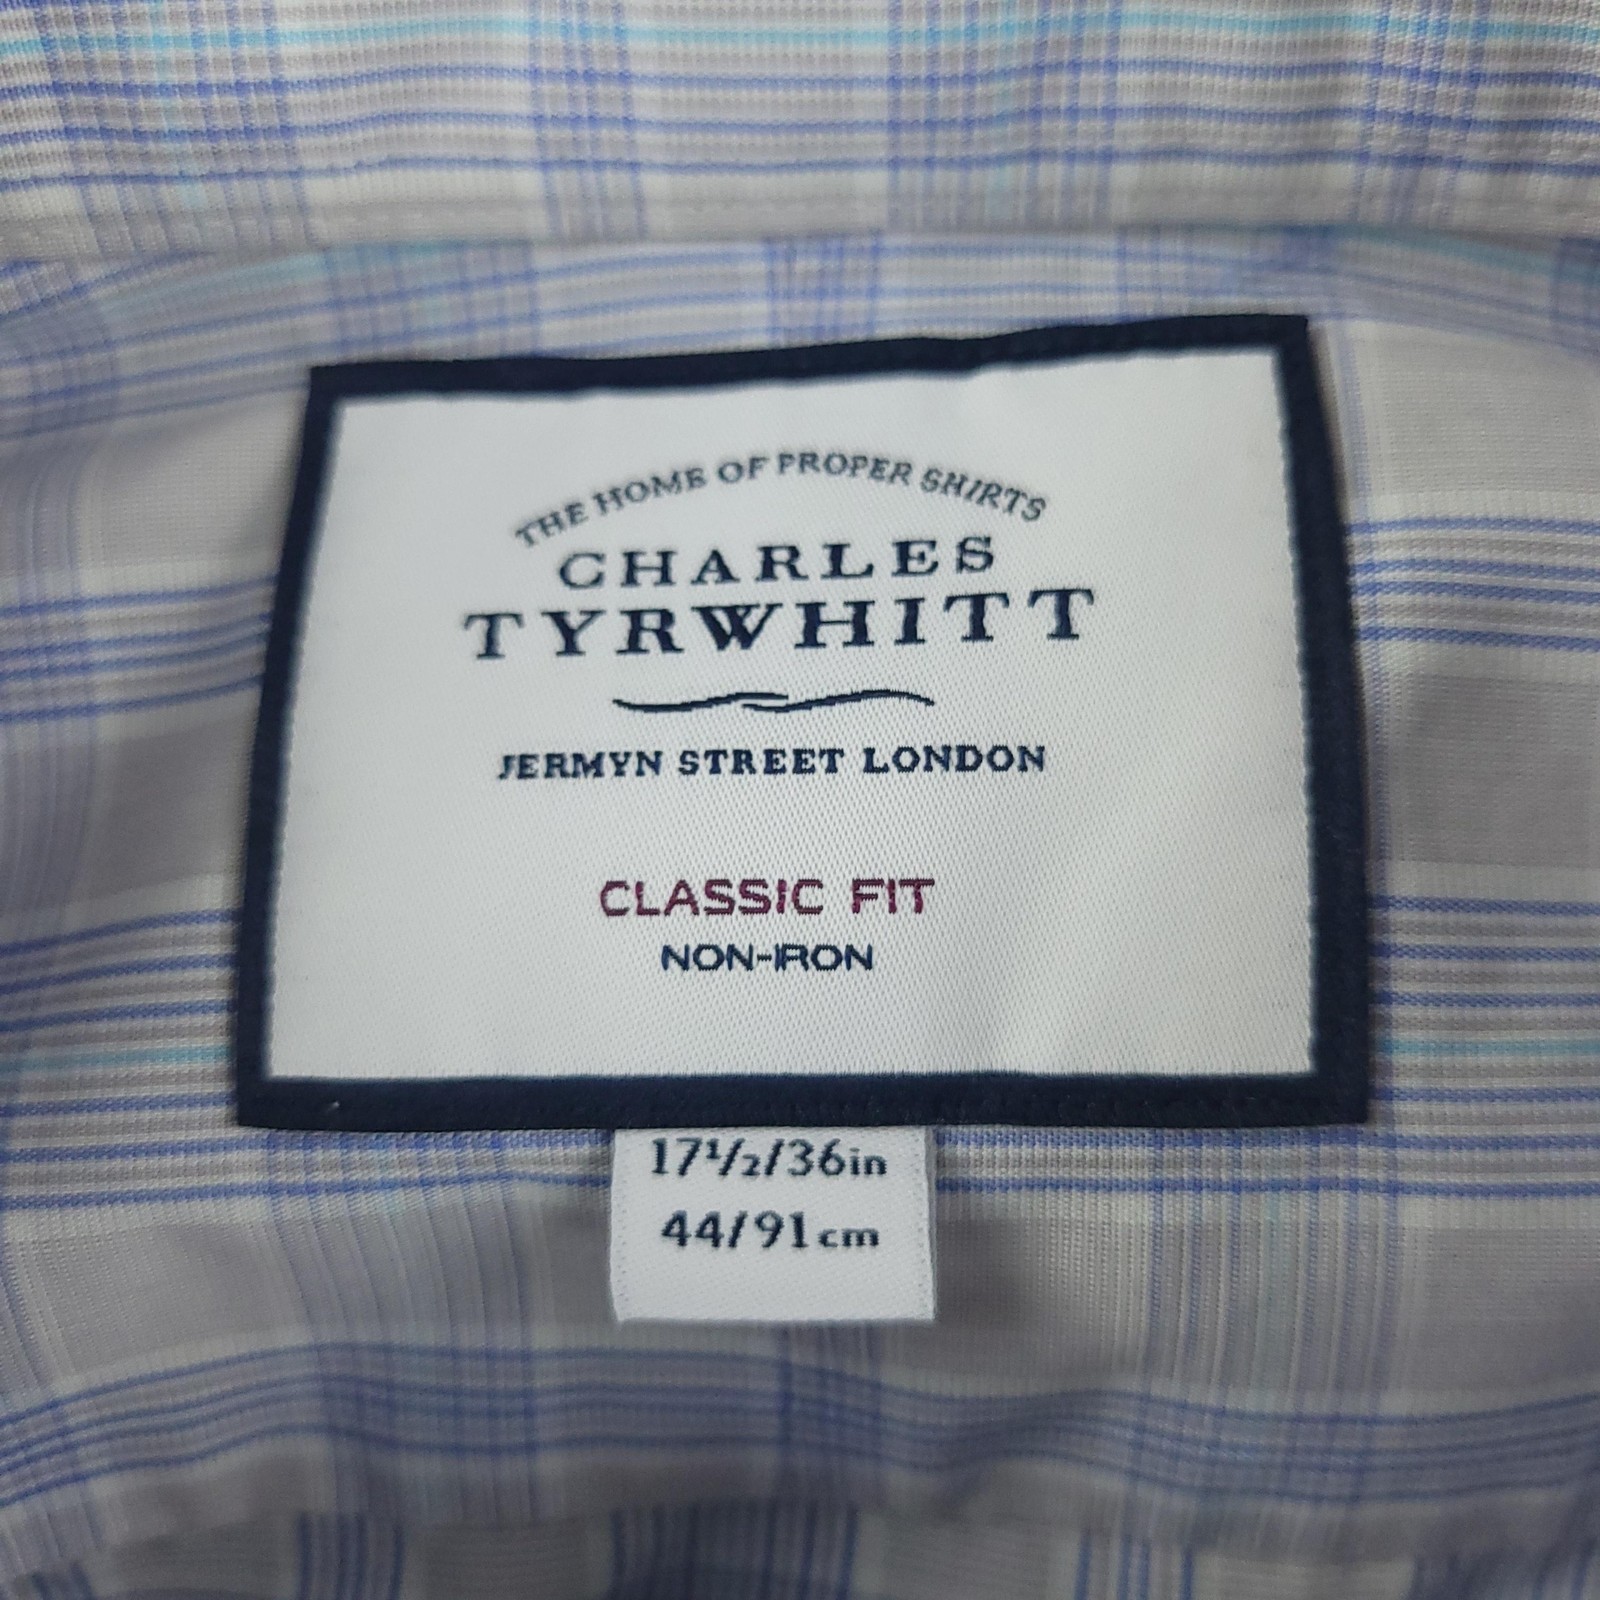 THE HOME OF PROPER SHIRTS
CHARLES
TYRWHITT
JERMYN STREET LONDON
CLASSIC FIT
NON-IRON
17½/36in
44/91cm